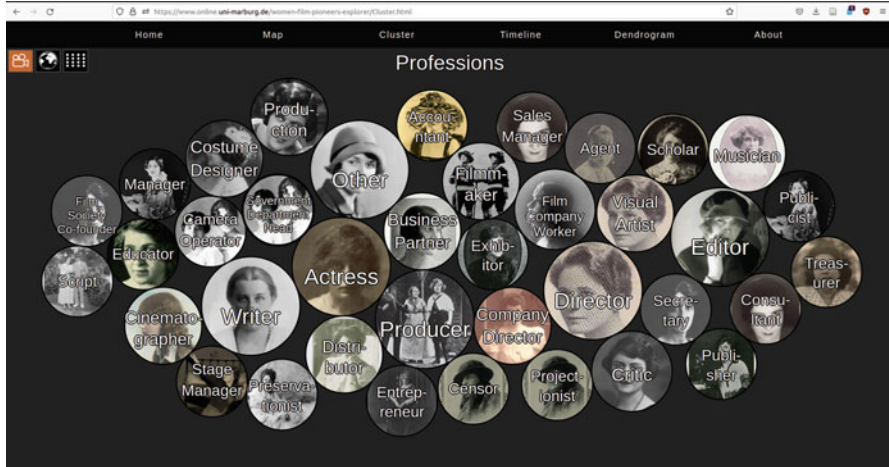 https://www.online.uni-marburg.de/women-film-pioneers-explorer/Cluster.html
Home Map Cluster Timeline Dendrogram About
Professions
Produ-
ction
Accou-
ntant
Sales
Manager
Costume
Designer
Other
Agent
Scholar
Musician
Manager
Filmm-
aker
Film
Society
Co-founder
Camera
Operator
Government
Department
Head
Business
Partner
Film
Company
Worker
Visual
Artist
Publi-
cist
Educator
Exhib-
itor
Editor
Script
Actress
Treas-
urer
Cinemato-
grapher
Writer
Producer
Company
Director
Director
Secre-
tary
Consu-
ltant
Distri-
butor
Stage
Manager
Preserva-
tionist
Entrep-
reneur
Censor
Project-
ionist
Critic
Publi-
sher